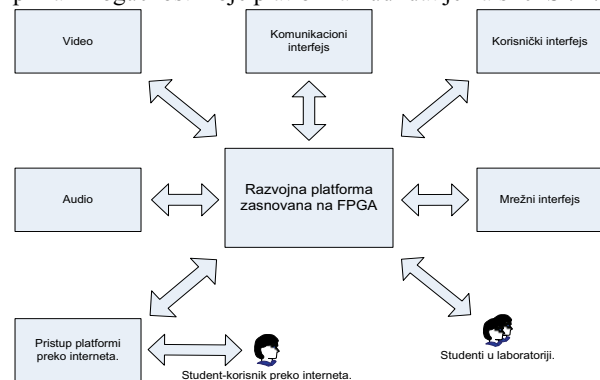 Video
Komunikacioni
interfejs
Korisnički interfejs
Audio
Razvojna platforma
zasnovana na FPGA
Mrežni interfejs
Pristup platformi
preko interneta.
Student-korisnik preko interneta.
Studenti u laboratoriji.